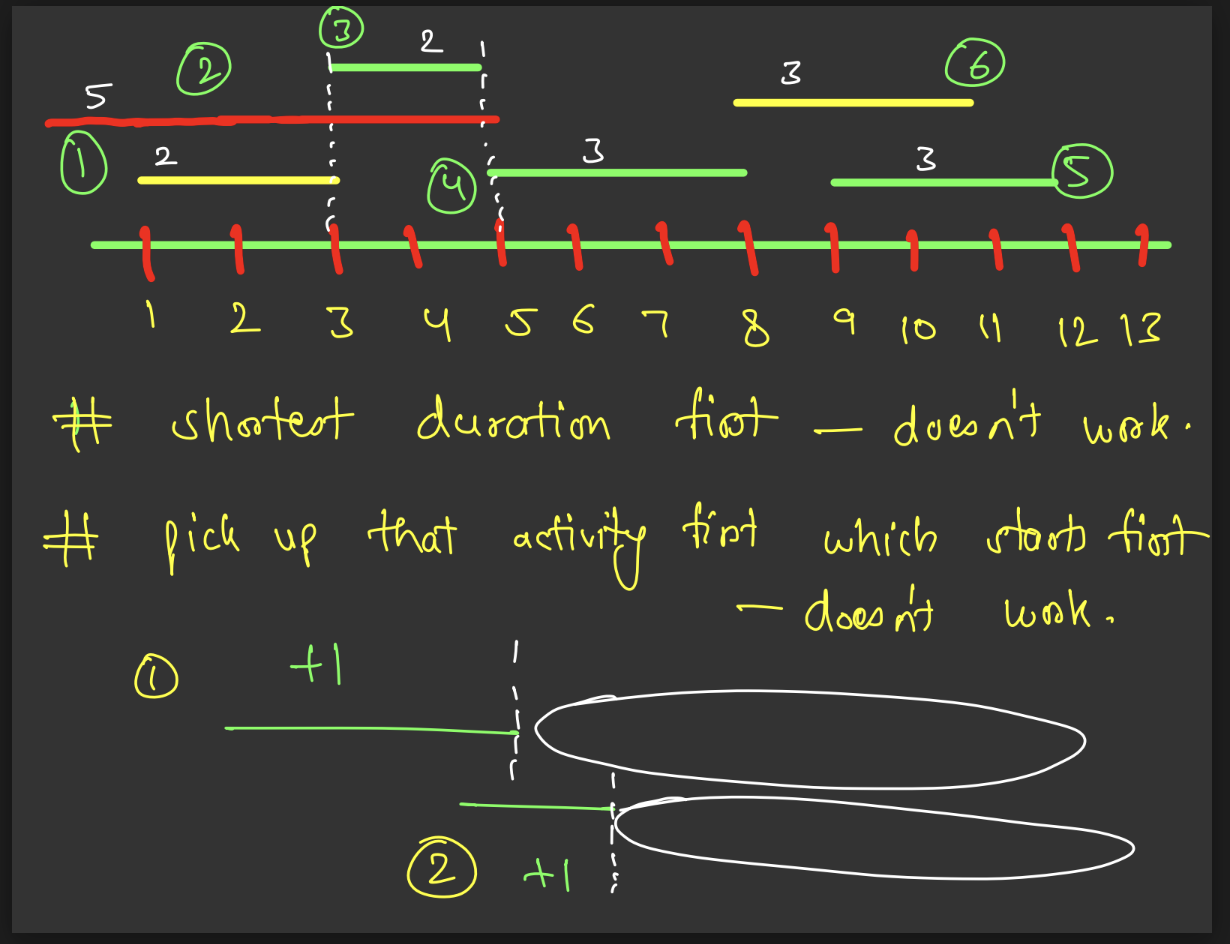 ③ 2
② 3 ⑥
5
① 2 ④ 3 3 ⑤
1 2 3 4 5 6 7 8 9 10 11 12 13
# shortest duration first — doesn't work.
# pick up that activity first which starts first
— doesn't work.
① +1
② +1